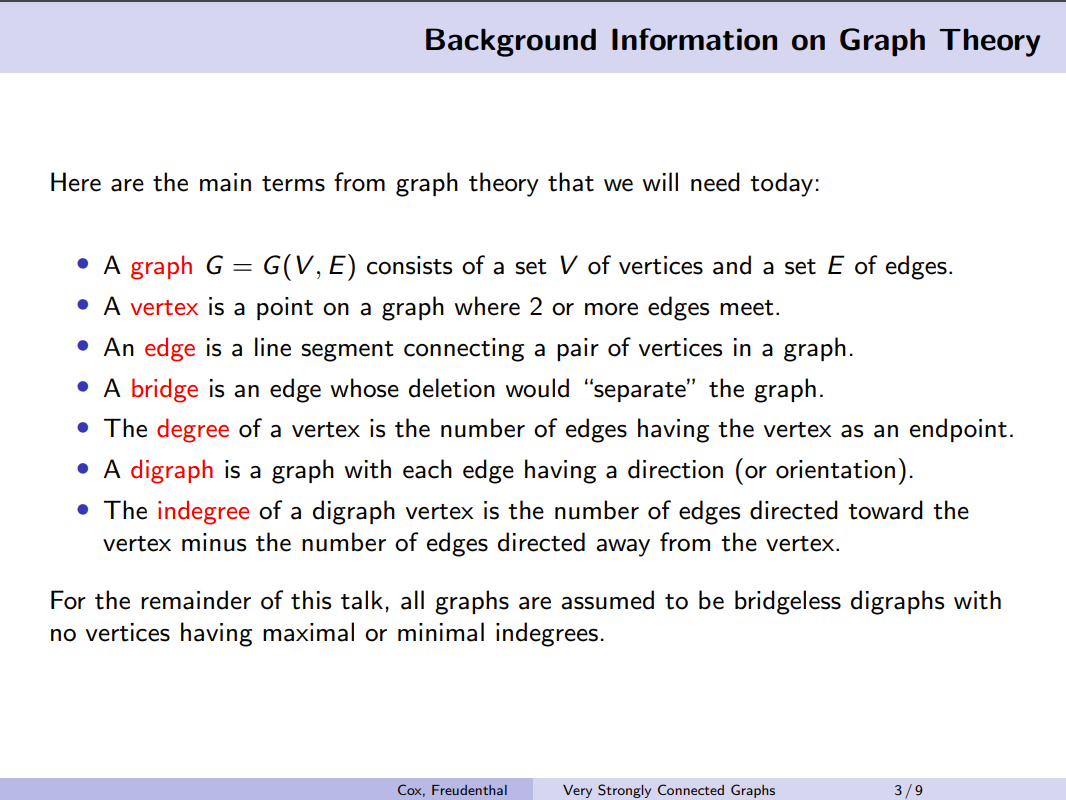 Background Information on Graph Theory
Here are the main terms from graph theory that we will need today:
• A graph G = G(V, E) consists of a set V of vertices and a set E of edges.
• A vertex is a point on a graph where 2 or more edges meet.
• An edge is a line segment connecting a pair of vertices in a graph.
• A bridge is an edge whose deletion would “separate” the graph.
• The degree of a vertex is the number of edges having the vertex as an endpoint.
• A digraph is a graph with each edge having a direction (or orientation).
• The indegree of a digraph vertex is the number of edges directed toward the
vertex minus the number of edges directed away from the vertex.
For the remainder of this talk, all graphs are assumed to be bridgeless digraphs with
no vertices having maximal or minimal indegrees.
Cox, Freudenthal Very Strongly Connected Graphs 3 / 9